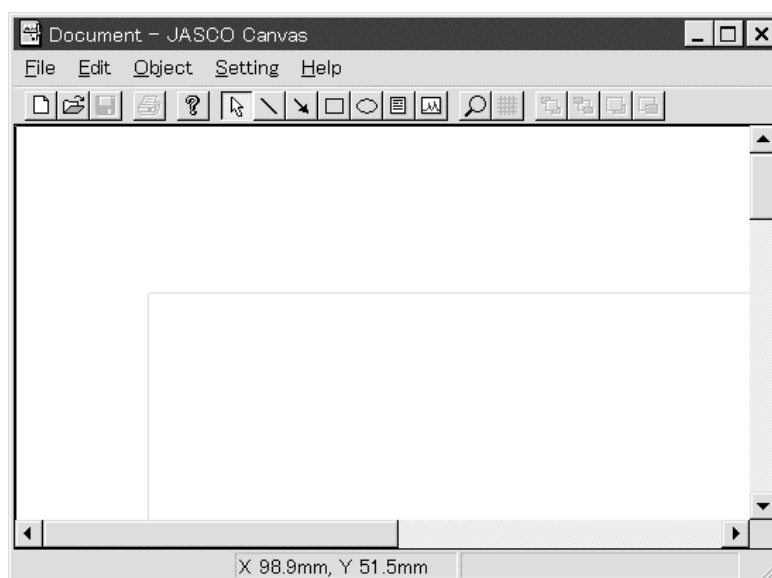 Document - JASCO Canvas
File Edit Object Setting Help
X 98.9mm, Y 51.5mm